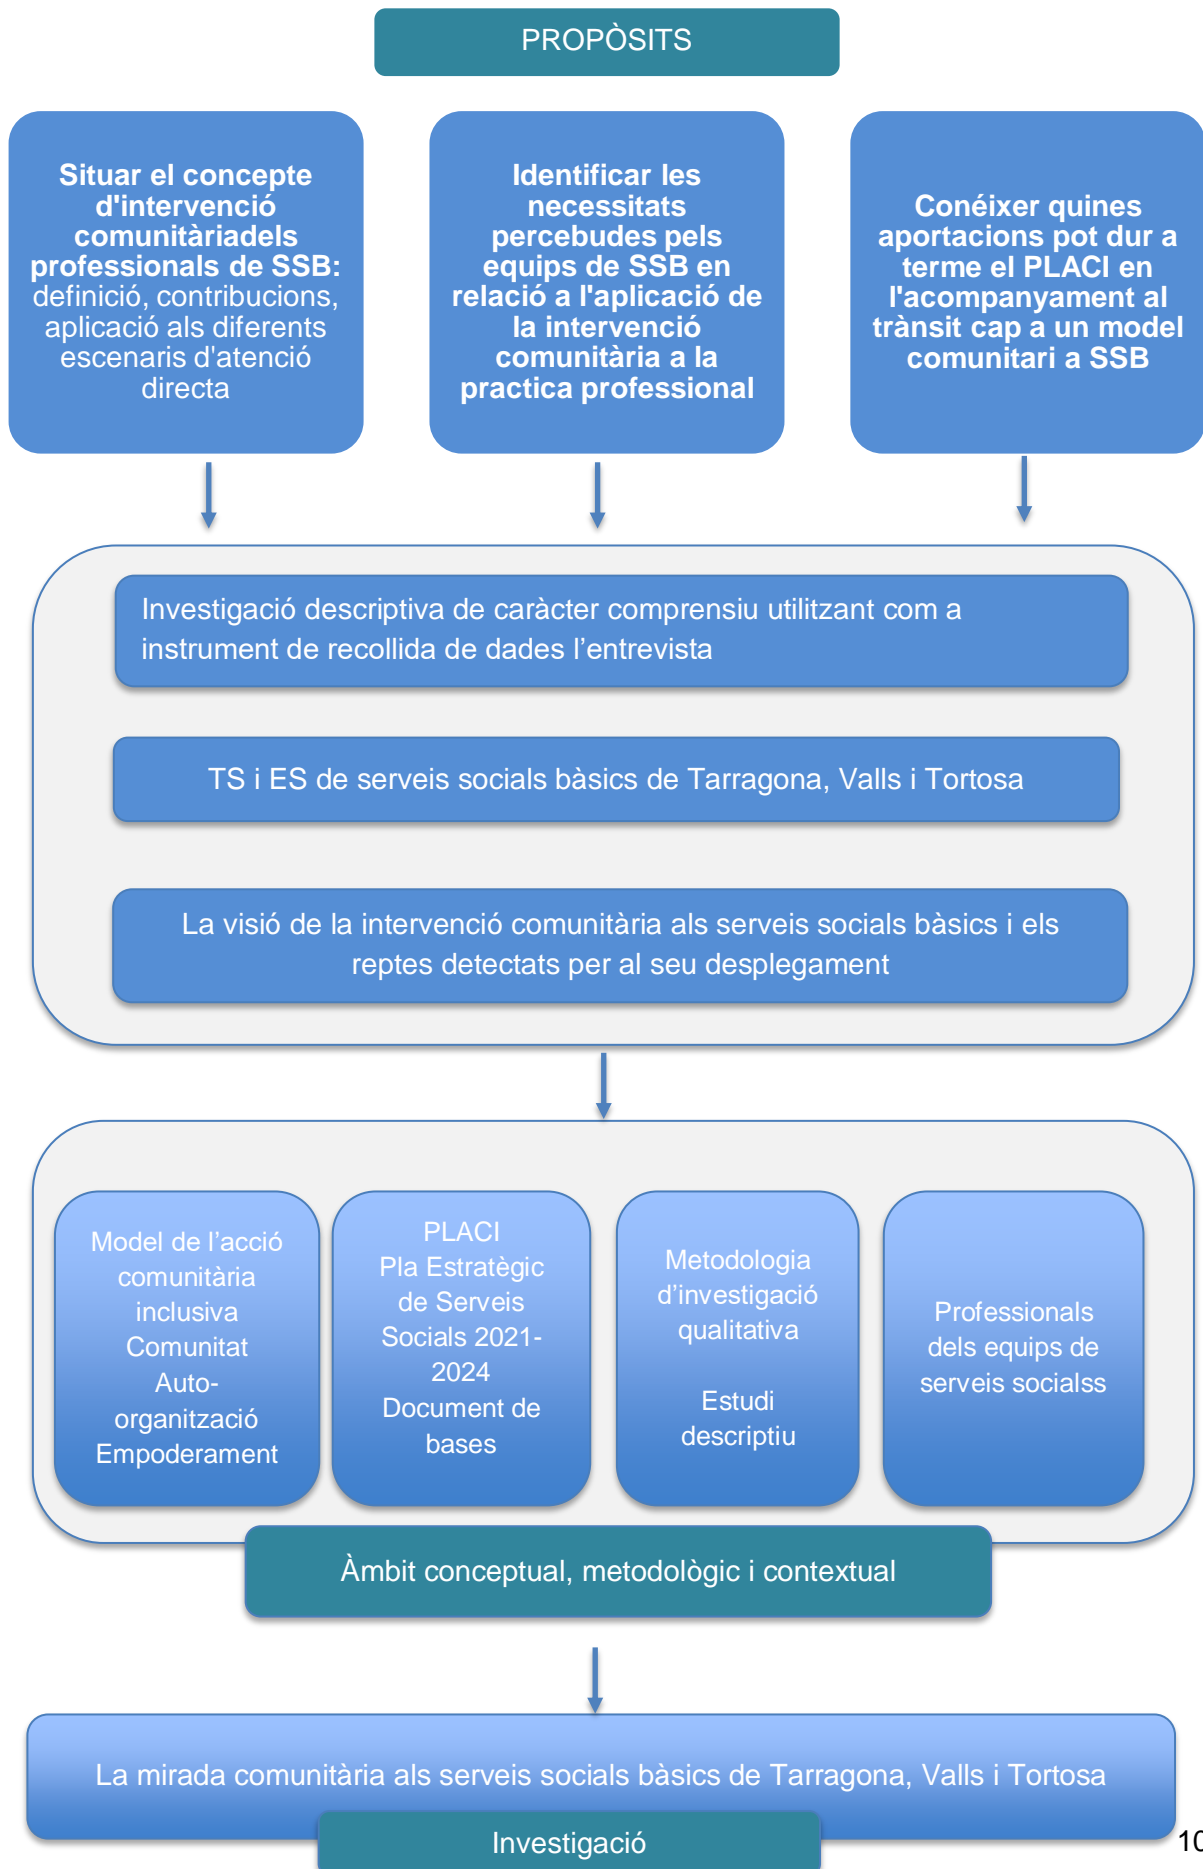 PROPÒSITS
Situar el concepte
d'intervenció
comunitàriadels
professionals de SSB:
definició, contribucions,
aplicació als diferents
escenaris d'atenció
directa
Identificar les
necessitats
percebudes pels
equips de SSB en
relació a l'aplicació de
la intervenció
comunitària a la
practica professional
Conéixer quines
aportacions pot dur a
terme el PLACI en
l'acompanyament al
trànsit cap a un model
comunitari a SSB
Investigació descriptiva de caràcter comprensiu utilitzant com a
instrument de recollida de dades l’entrevista
TS i ES de serveis socials bàsics de Tarragona, Valls i Tortosa
La visió de la intervenció comunitària als serveis socials bàsics i els
reptes detectats per al seu desplegament
Model de l’acció
comunitària
inclusiva
Comunitat
Auto-
organització
Empoderament
PLACI
Pla Estratègic
de Serveis
Socials 2021-
2024
Document de
bases
Metodologia
d’investigació
qualitativa
Estudi
descriptiu
Professionals
dels equips de
serveis socialss
Àmbit conceptual, metodològic i contextual
La mirada comunitària als serveis socials bàsics de Tarragona, Valls i Tortosa
Investigació
10